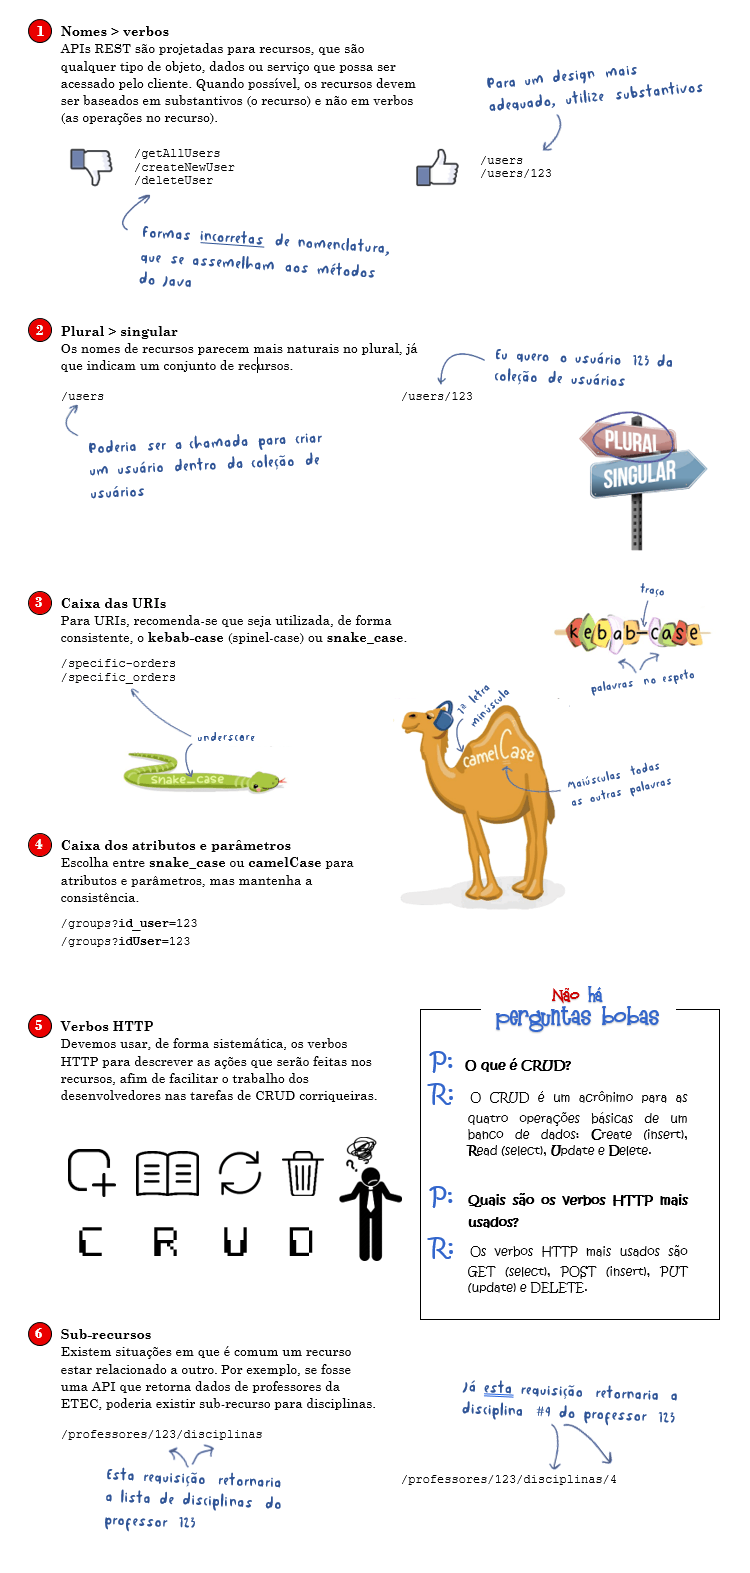 1 Nomes > verbos
APIs REST são projetadas para recursos, que são
qualquer tipo de objeto, dados ou serviço que possa ser
acessado pelo cliente. Quando possível, os recursos devem
ser baseados em substantivos (o recurso) e não em verbos
(as operações no recurso).
Para um design mais
adequado, utilize substantivos
/getAllUsers
/createNewUser
/deleteUser
/users
/users/123
Formas incorretas de nomenclatura,
que se assemelham aos métodos
do Java
2 Plural > singular
Os nomes de recursos parecem mais naturais no plural, já
que indicam um conjunto de recursos.
/users
Poderia ser a chamada para criar
um usuário dentro da coleção de
usuários
Eu quero o usuário 123 da
coleção de usuários
/users/123
PLURAL
SINGULAR
3 Caixa das URIs
Para URIs, recomenda-se que seja utilizada, de forma
consistente, o kebab-case (spinel-case) ou snake_case.
/specific-orders
/specific_orders
underscore
snake_case
traço
kebab-case
palavras no espeto
1ª letra
minúscula
camelCase
Maiúsculas todas
as outras palavras
4 Caixa dos atributos e parâmetros
Escolha entre snake_case ou camelCase para
atributos e parâmetros, mas mantenha a
consistência.
/groups?id_user=123
/groups?idUser=123
5 Verbos HTTP
Devemos usar, de forma sistemática, os verbos
HTTP para descrever as ações que serão feitas nos
recursos, afim de facilitar o trabalho dos
desenvolvedores nas tarefas de CRUD corriqueiras.
?.
C R U D
Não há
perguntas bobas
P: O que é CRUD?
R: O CRUD é um acrônimo para as
quatro operações básicas de um
banco de dados: Create (insert),
Read (select), Update e Delete.
P: Quais são os verbos HTTP mais
usados?
R: Os verbos HTTP mais usados são
GET (select), POST (insert), PUT
(update) e DELETE.
6 Sub-recursos
Existem situações em que é comum um recurso
estar relacionado a outro. Por exemplo, se fosse
uma API que retorna dados de professores da
ETEC, poderia existir sub-recurso para disciplinas.
/professores/123/disciplinas
Esta requisição retornaria
a lista de disciplinas do
professor 123
Já esta requisição retornaria a
disciplina #4 do professor 123
/professores/123/disciplinas/4